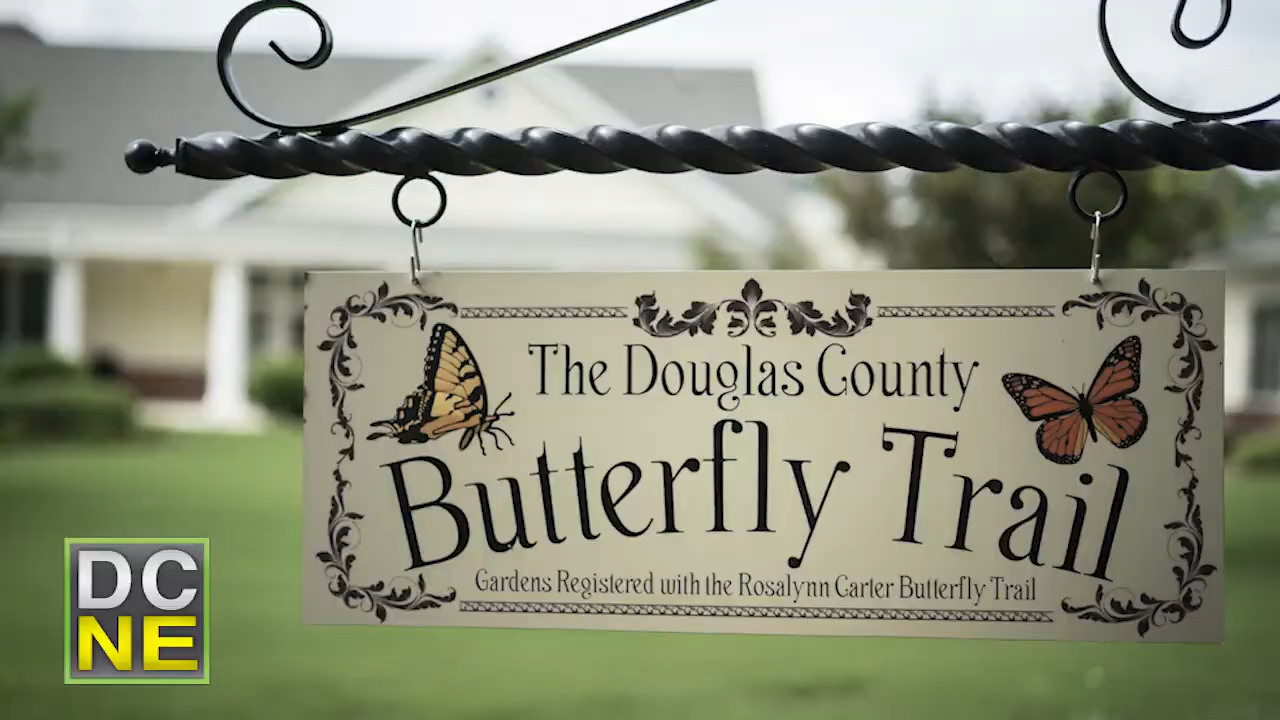 The Douglas County
Butterfly Trail
Gardens Registered with the Rosalynn Carter Butterfly Trail
DC
NE